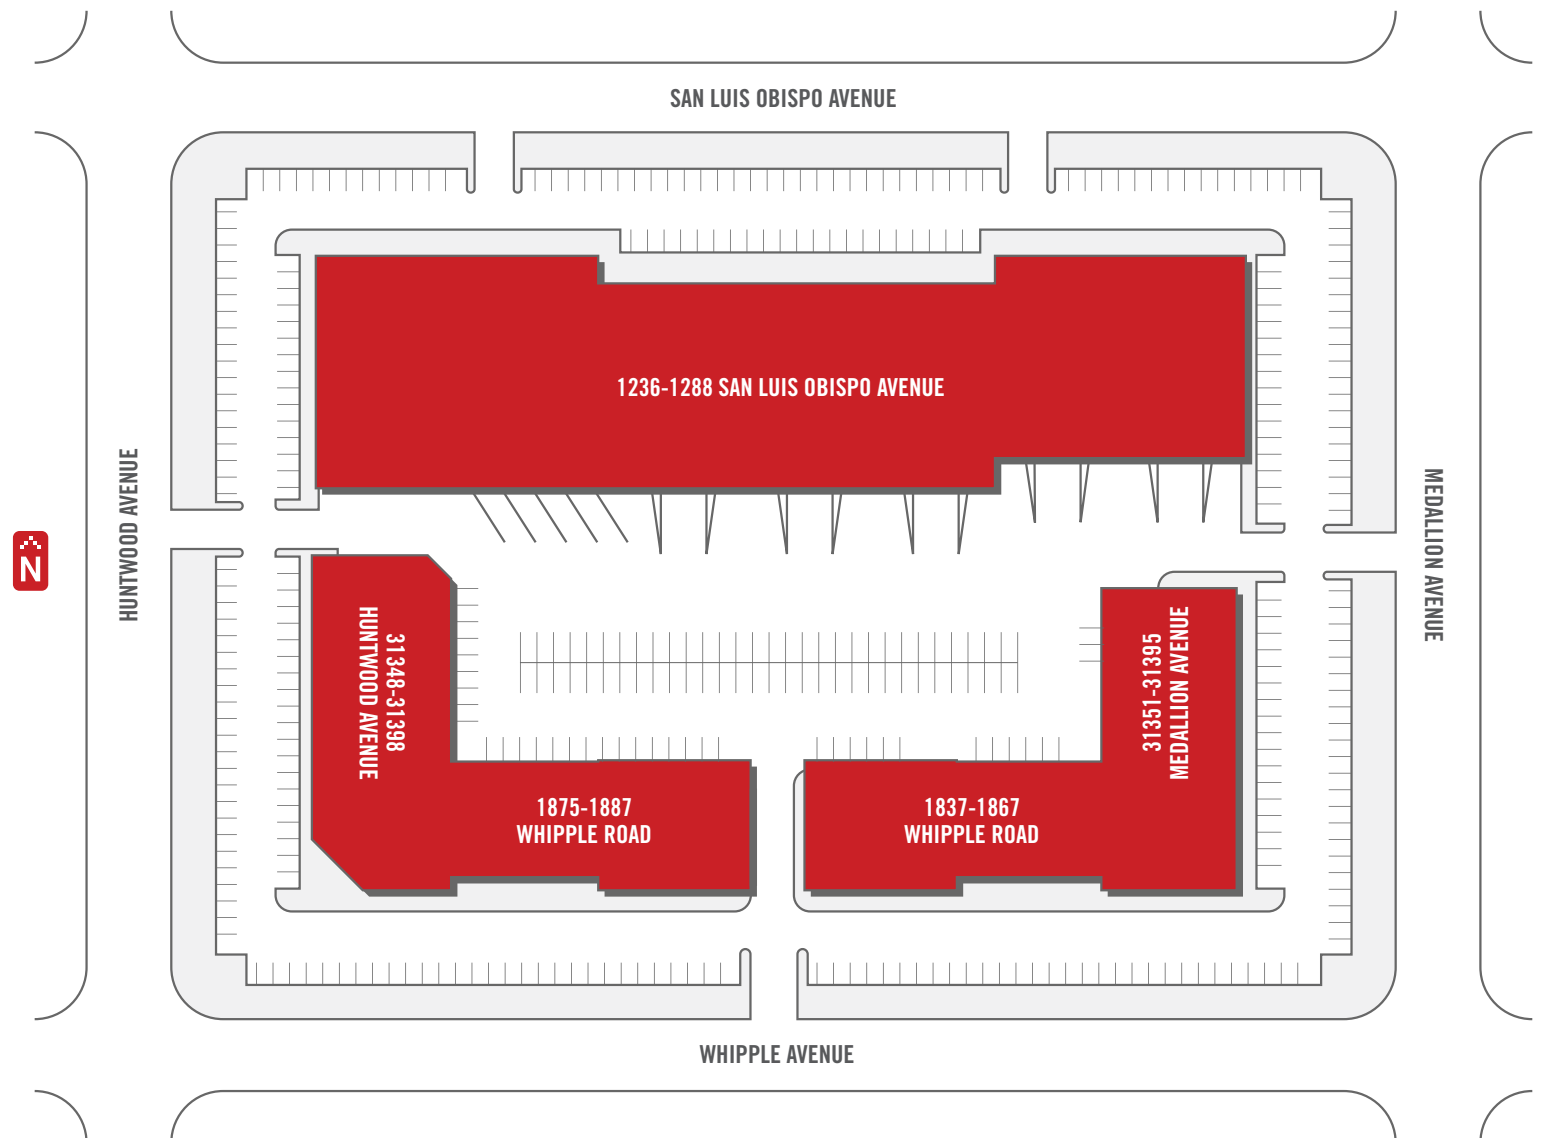 SAN LUIS OBISPO AVENUE
1236-1288 SAN LUIS OBISPO AVENUE
HUNTWOOD AVENUE
MEDALLION AVENUE
N
31348-31398
HUNTWOOD AVENUE
31351-31395
MEDALLION AVENUE
1875-1887
WHIPPLE ROAD
1837-1867
WHIPPLE ROAD
WHIPPLE AVENUE